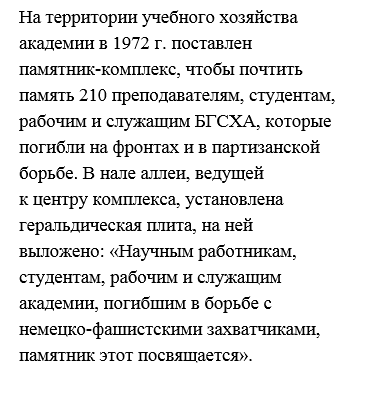 На территории учебного хозяйства
академии в 1972 г. поставлен
памятник-комплекс, чтобы почтить
память 210 преподавателям, студентам,
рабочим и служащим БГСХА, которые
погибли на фронтах и в партизанской
борьбе. В нале аллеи, ведущей
к центру комплекса, установлена
геральдическая плита, на ней
выложено: «Научным работникам,
студентам, рабочим и служащим
академии, погибшим в борьбе с
немецко-фашистскими захватчиками,
памятник этот посвящается».